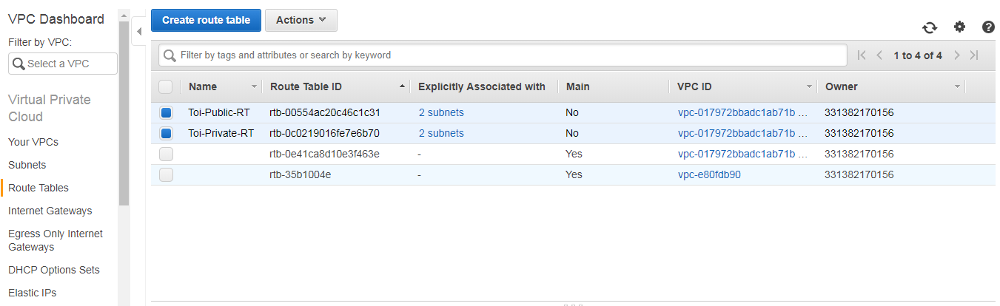 VPC Dashboard
Filter by VPC:
Select a VPC
Virtual Private
Cloud
Your VPCs
Subnets
Route Tables
Internet Gateways
Egress Only Internet
Gateways
DHCP Options Sets
Elastic IPs
Create route table Actions
Filter by tags and attributes or search by keyword 1 to 4 of 4
Name Route Table ID Explicitly Associated with Main VPC ID Owner
Toi-Public-RT rtb-00554ac20c46c1c31 2 subnets No vpc-017972bbadc1ab71b ... 331382170156
Toi-Private-RT rtb-0c0219016fe7e6b70 2 subnets No vpc-017972bbadc1ab71b ... 331382170156
rtb-0e41ca8d10e3f463e - Yes vpc-017972bbadc1ab71b ... 331382170156
rtb-35b1004e - Yes vpc-e80fdb90 331382170156